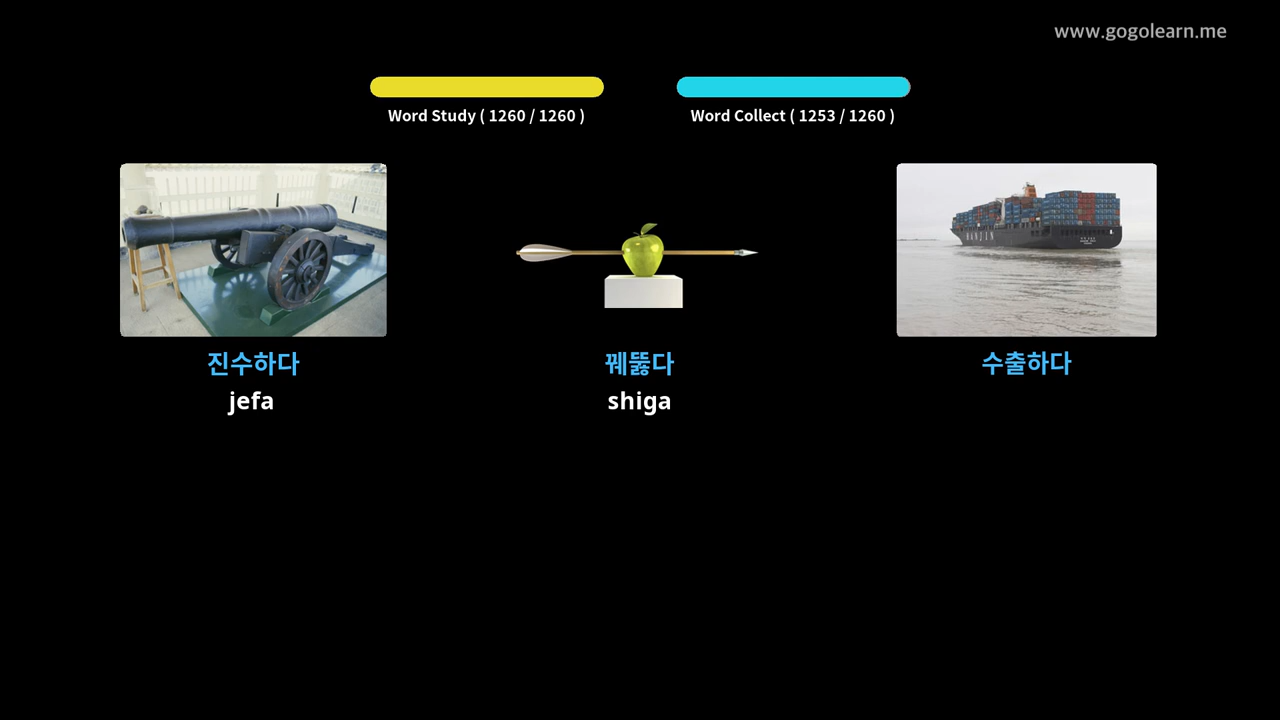 www.gogolearn.me
Word Study ( 1260 / 1260 )
Word Collect ( 1253 / 1260 )
HANJIN
진수하다
꿰뚫다
수출하다
jefa
shiga